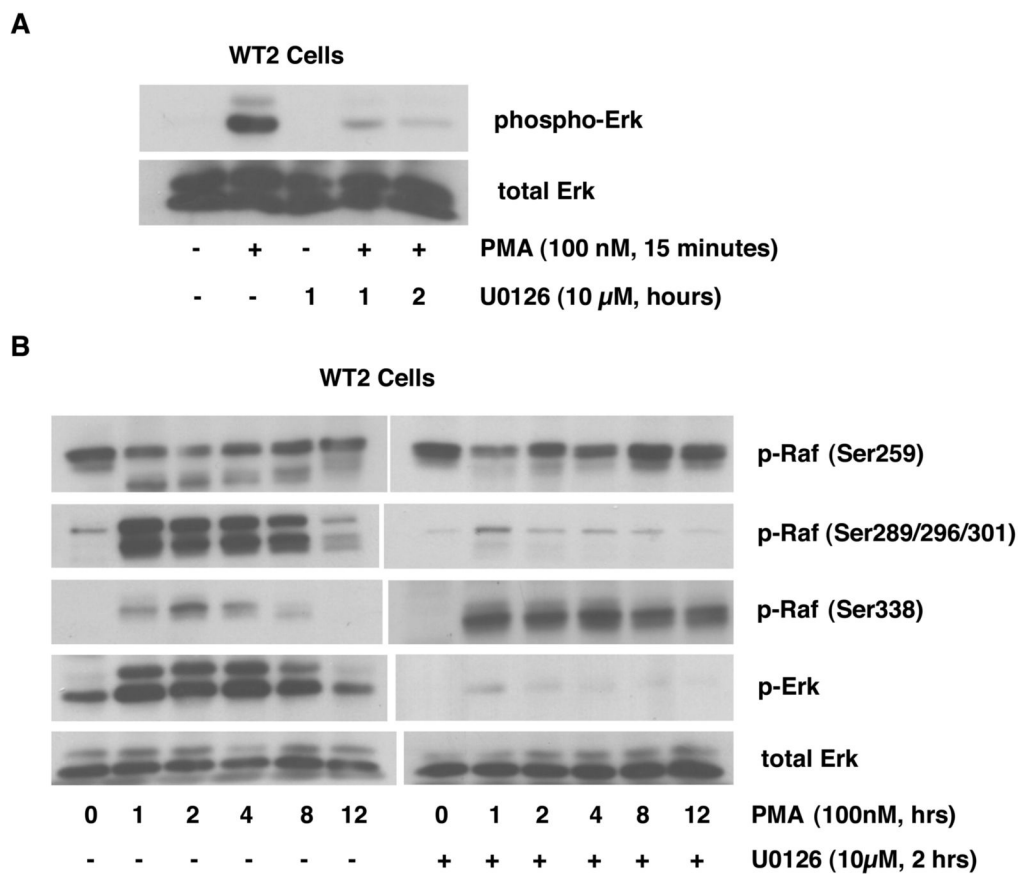 A
WT2 Cells
phospho-Erk
total Erk
- + - + + PMA (100 nM, 15 minutes)
- - 1 1 2 U0126 (10 µM, hours)
B
WT2 Cells
p-Raf (Ser259)
p-Raf (Ser289/296/301)
p-Raf (Ser338)
p-Erk
total Erk
0 1 2 4 8 12 0 1 2 4 8 12 PMA (100nM, hrs)
- - - - - - + + + + + + U0126 (10µM, 2 hrs)